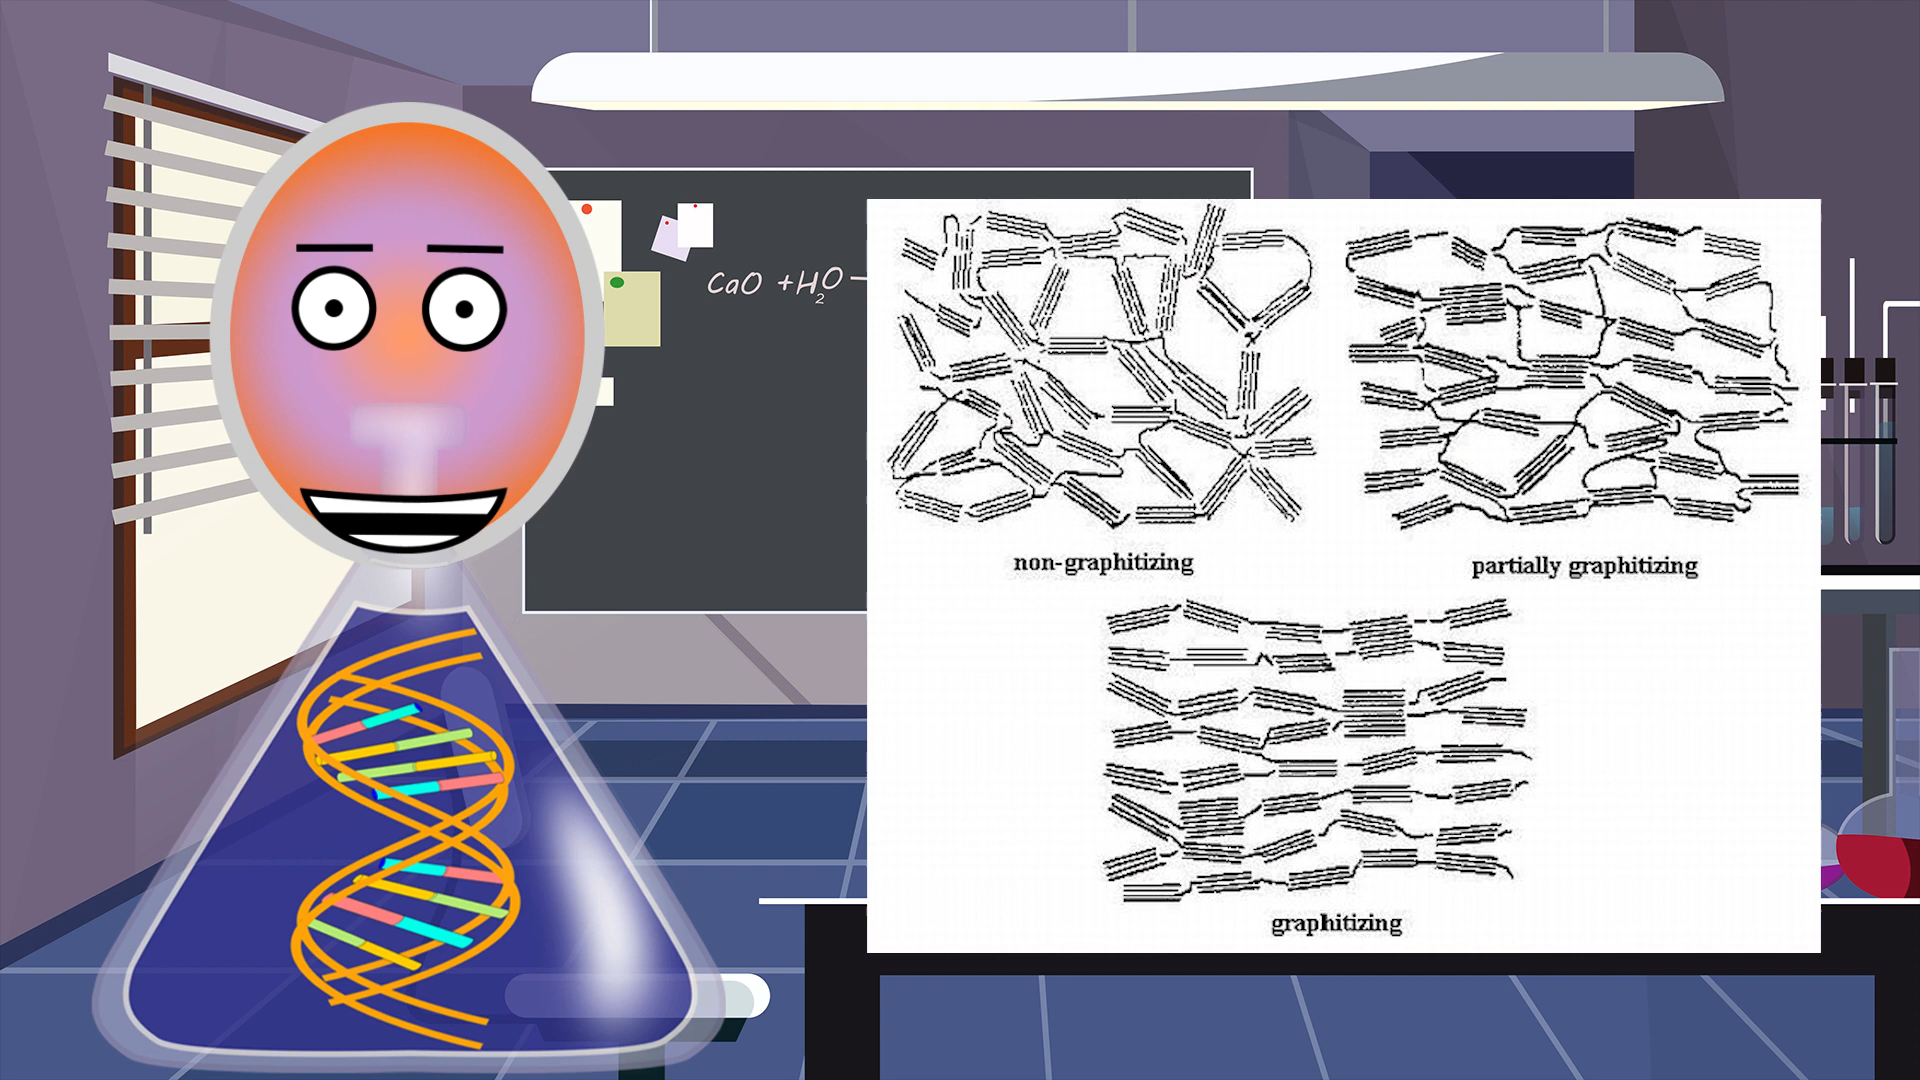 CaO + H₂O –
non-graphitizing
partially graphitizing
graphitizing